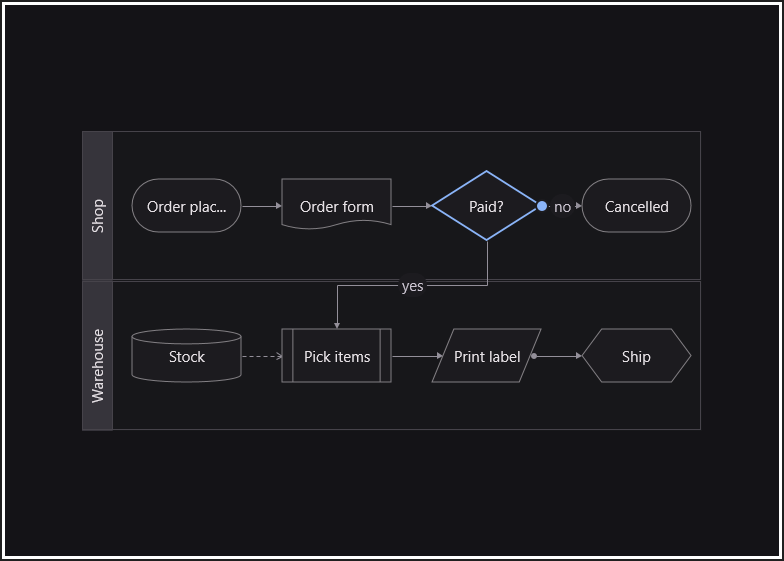 Shop
Order plac...
Order form
Paid?
no
Cancelled
yes
Warehouse
Stock
Pick items
Print label
Ship